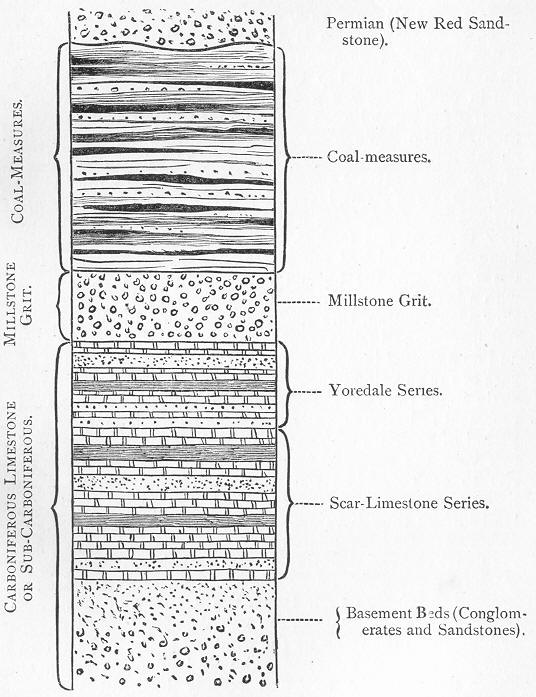 Permian (New Red Sand-
stone).
COAL-MEASURES.
Coal-measures.
MILLSTONE
GRIT.
Millstone Grit.
CARBONIFEROUS LIMESTONE
OR SUB-CARBONIFEROUS.
Yoredale Series.
Scar-Limestone Series.
Basement Beds (Conglom-
erates and Sandstones).